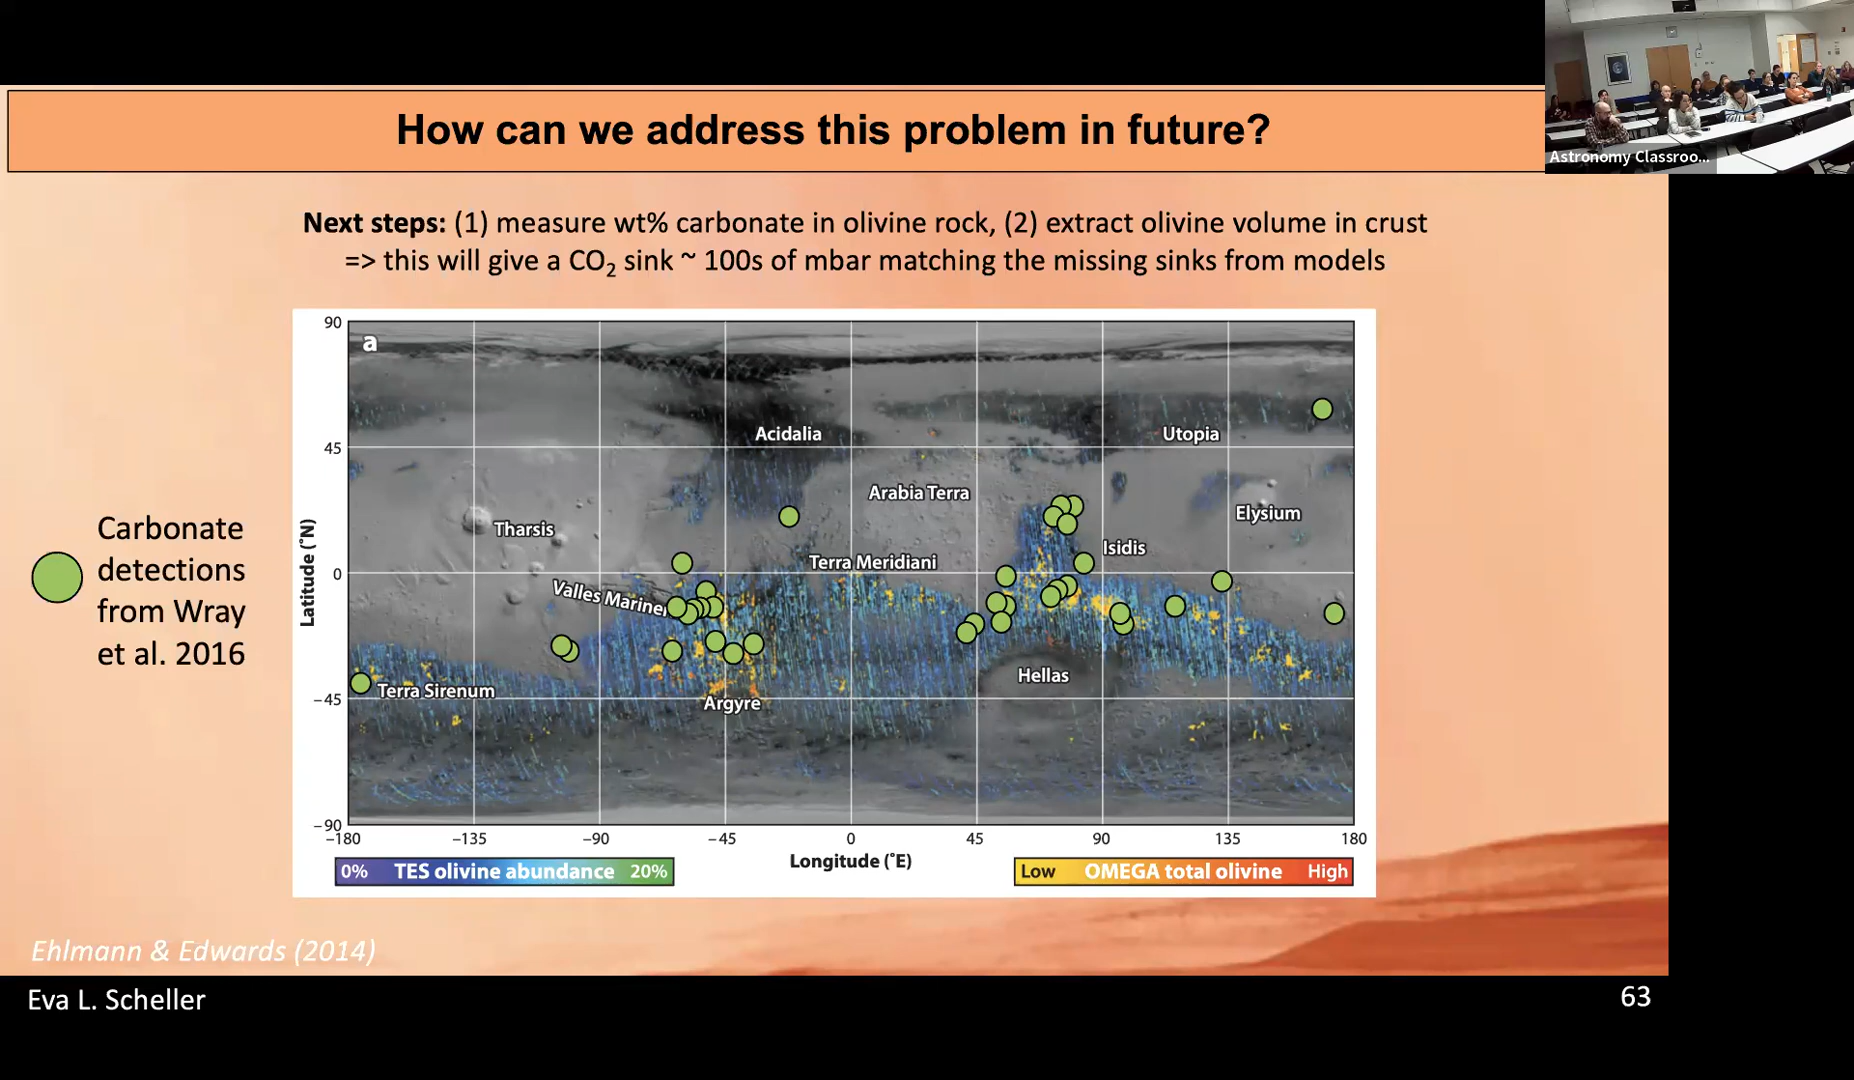 How can we address this problem in future?
Astronomy Classroo...
Next steps: (1) measure wt% carbonate in olivine rock, (2) extract olivine volume in crust
=> this will give a CO₂ sink ~ 100s of mbar matching the missing sinks from models
Carbonate
detections
from Wray
et al. 2016
a
90
45
0
−45
−90
Latitude (°N)
Acidalia
Utopia
Arabia Terra
Tharsis
Elysium
Isidis
Terra Meridiani
Valles Mariner
Hellas
Terra Sirenum
Argyre
−180
−135
−90
−45
0
45
90
135
180
Longitude (°E)
0% TES olivine abundance 20%
Low OMEGA total olivine High
Ehlmann & Edwards (2014)
Eva L. Scheller
63